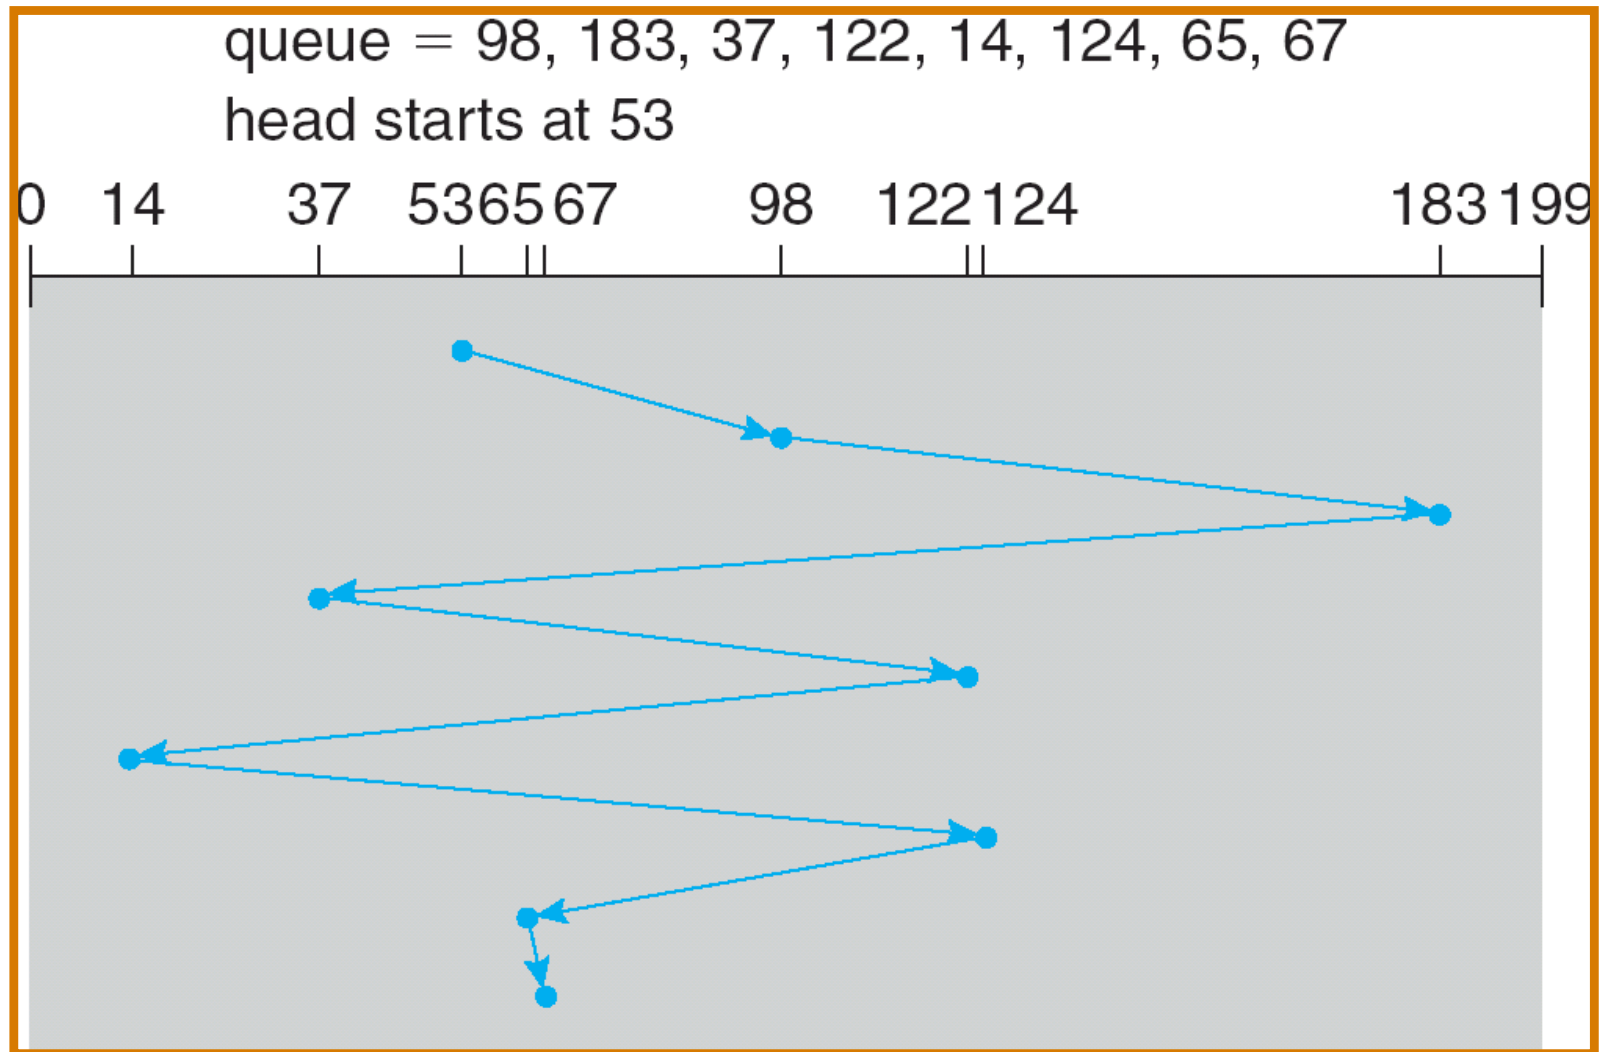 queue = 98, 183, 37, 122, 14, 124, 65, 67
head starts at 53
0 14 37 53 65 67 98 122 124 183 199